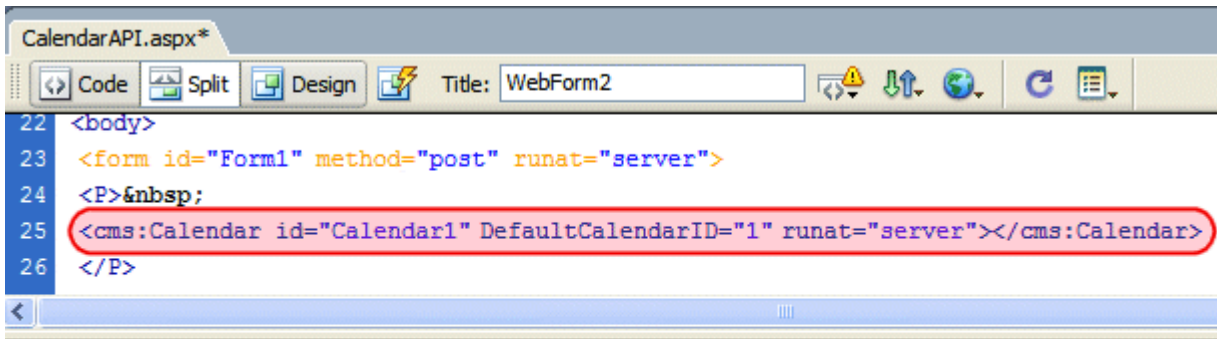 CalendarAPI.aspx*
Code Split Design Title: WebForm2
22 <body>
23 <form id="Form1" method="post" runat="server">
24 <P>&nbsp;
25 <cms:Calendar id="Calendar1" DefaultCalendarID="1" runat="server"></cms:Calendar>
26 </P>